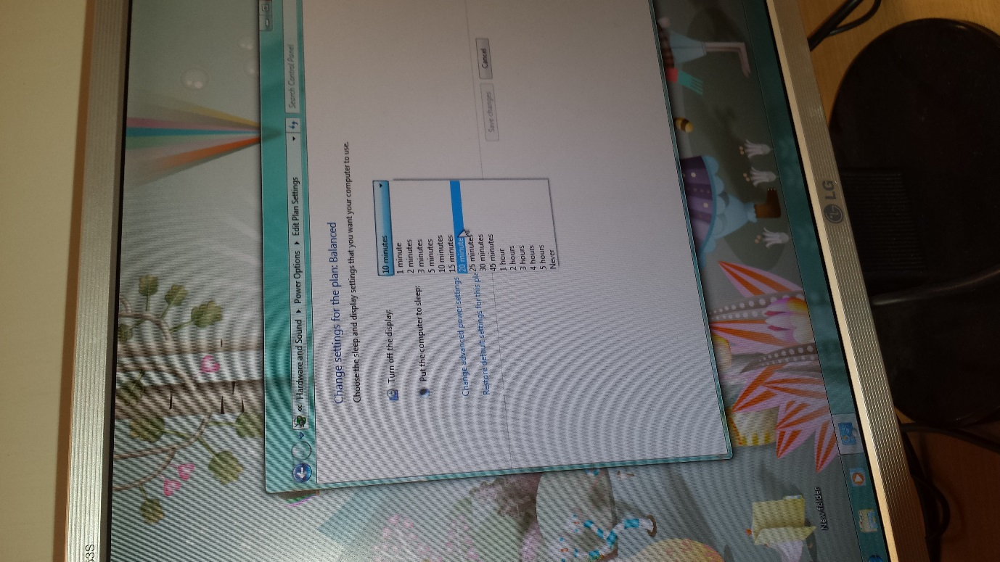 « Hardware and Sound ▸ Power Options ▸ Edit Plan Settings
Search Control Panel
Change settings for the plan: Balanced
Choose the sleep and display settings that you want your computer to use.
Turn off the display:
10 minutes
Put the computer to sleep:
1 minute
2 minutes
3 minutes
5 minutes
10 minutes
15 minutes
20 minutes
25 minutes
30 minutes
45 minutes
1 hour
2 hours
3 hours
4 hours
5 hours
Never
Change advanced power settings
Restore default settings for this pla
Save changes
Cancel
New folder
LG
53S